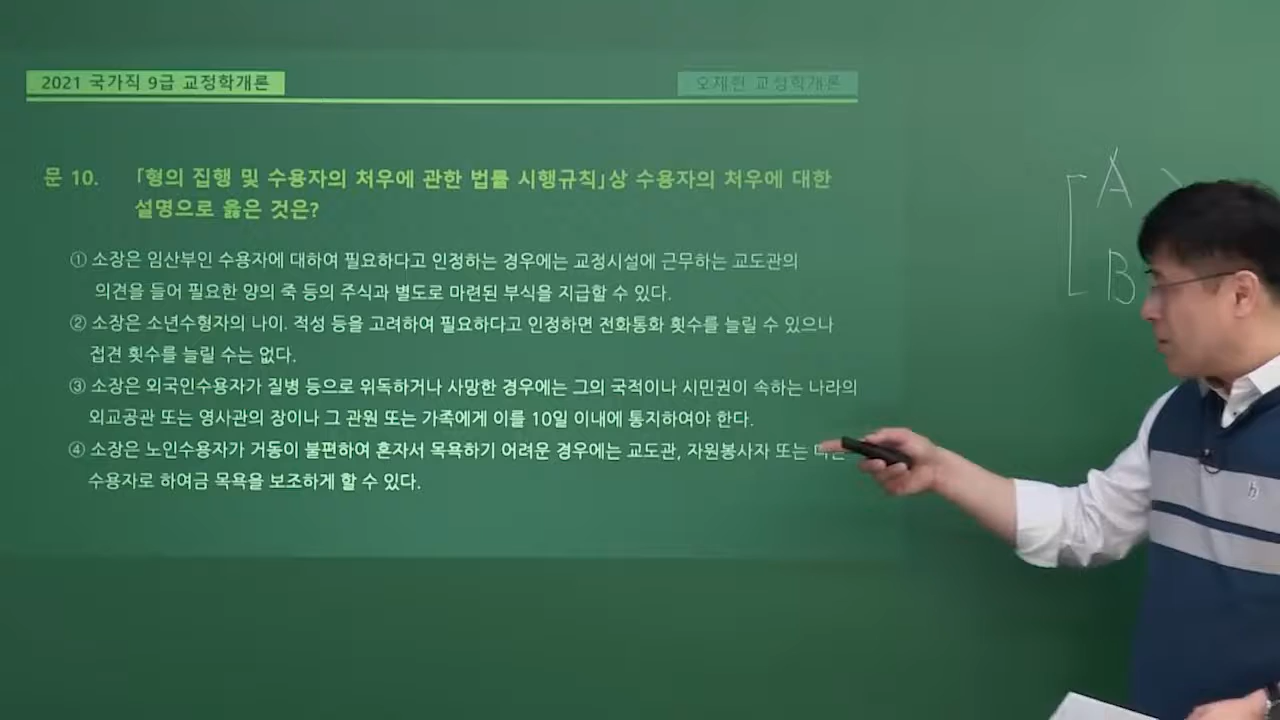 2021 국가직 9급 교정학개론
오재현 교정학개론
문 10. 「형의 집행 및 수용자의 처우에 관한 법률 시행규칙」상 수용자의 처우에 대한
설명으로 옳은 것은?
① 소장은 임산부인 수용자에 대하여 필요하다고 인정하는 경우에는 교정시설에 근무하는 교도관의
의견을 들어 필요한 양의 죽 등의 주식과 별도로 마련된 부식을 지급할 수 있다.
② 소장은 소년수형자의 나이. 적성 등을 고려하여 필요하다고 인정하면 전화통화 횟수를 늘릴 수 있으나
접견 횟수를 늘릴 수는 없다.
③ 소장은 외국인수용자가 질병 등으로 위독하거나 사망한 경우에는 그의 국적이나 시민권이 속하는 나라의
외교공관 또는 영사관의 장이나 그 관원 또는 가족에게 이를 10일 이내에 통지하여야 한다.
④ 소장은 노인수용자가 거동이 불편하여 혼자서 목욕하기 어려운 경우에는 교도관, 자원봉사자 또는
수용자로 하여금 목욕을 보조하게 할 수 있다.
A
B
h